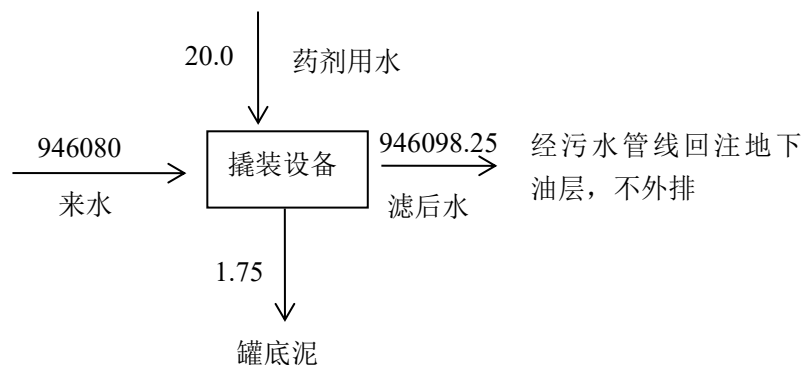 20.0
药剂用水
946080
来水
撬装设备
946098.25
滤后水
经污水管线回注地下
油层，不外排
1.75
罐底泥